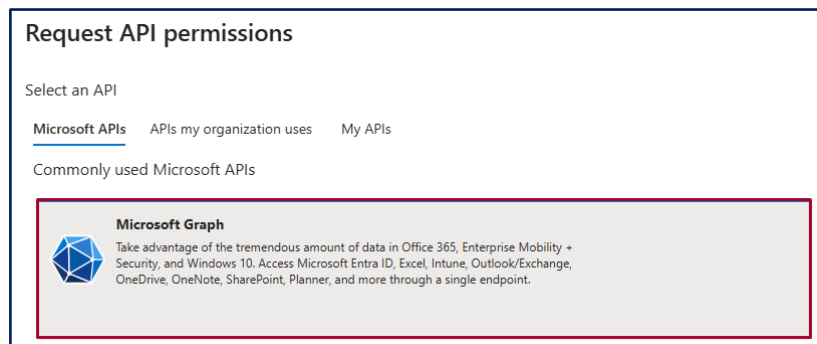 Request API permissions
Select an API
Microsoft APIs APIs my organization uses My APIs
Commonly used Microsoft APIs
Microsoft Graph
Take advantage of the tremendous amount of data in Office 365, Enterprise Mobility +
Security, and Windows 10. Access Microsoft Entra ID, Excel, Intune, Outlook/Exchange,
OneDrive, OneNote, SharePoint, Planner, and more through a single endpoint.